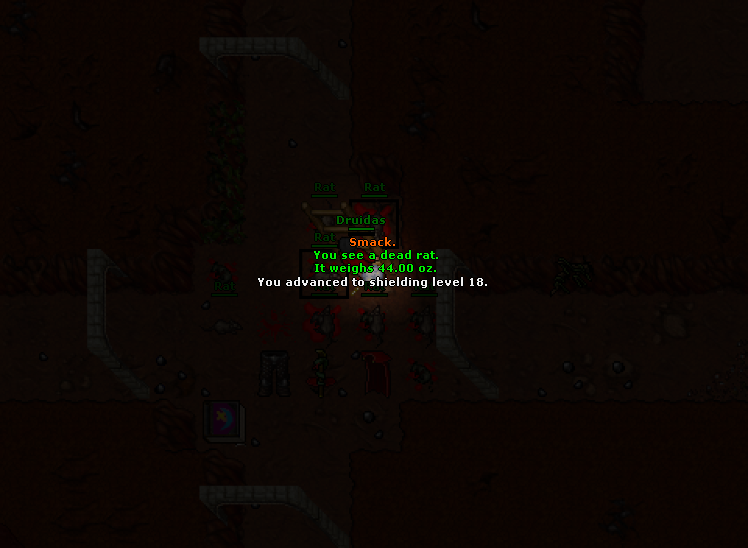 Rat Rat
Druidas
Rat
Smack.
You see a dead rat.
It weighs 44.00 oz.
You advanced to shielding level 18.
Rat